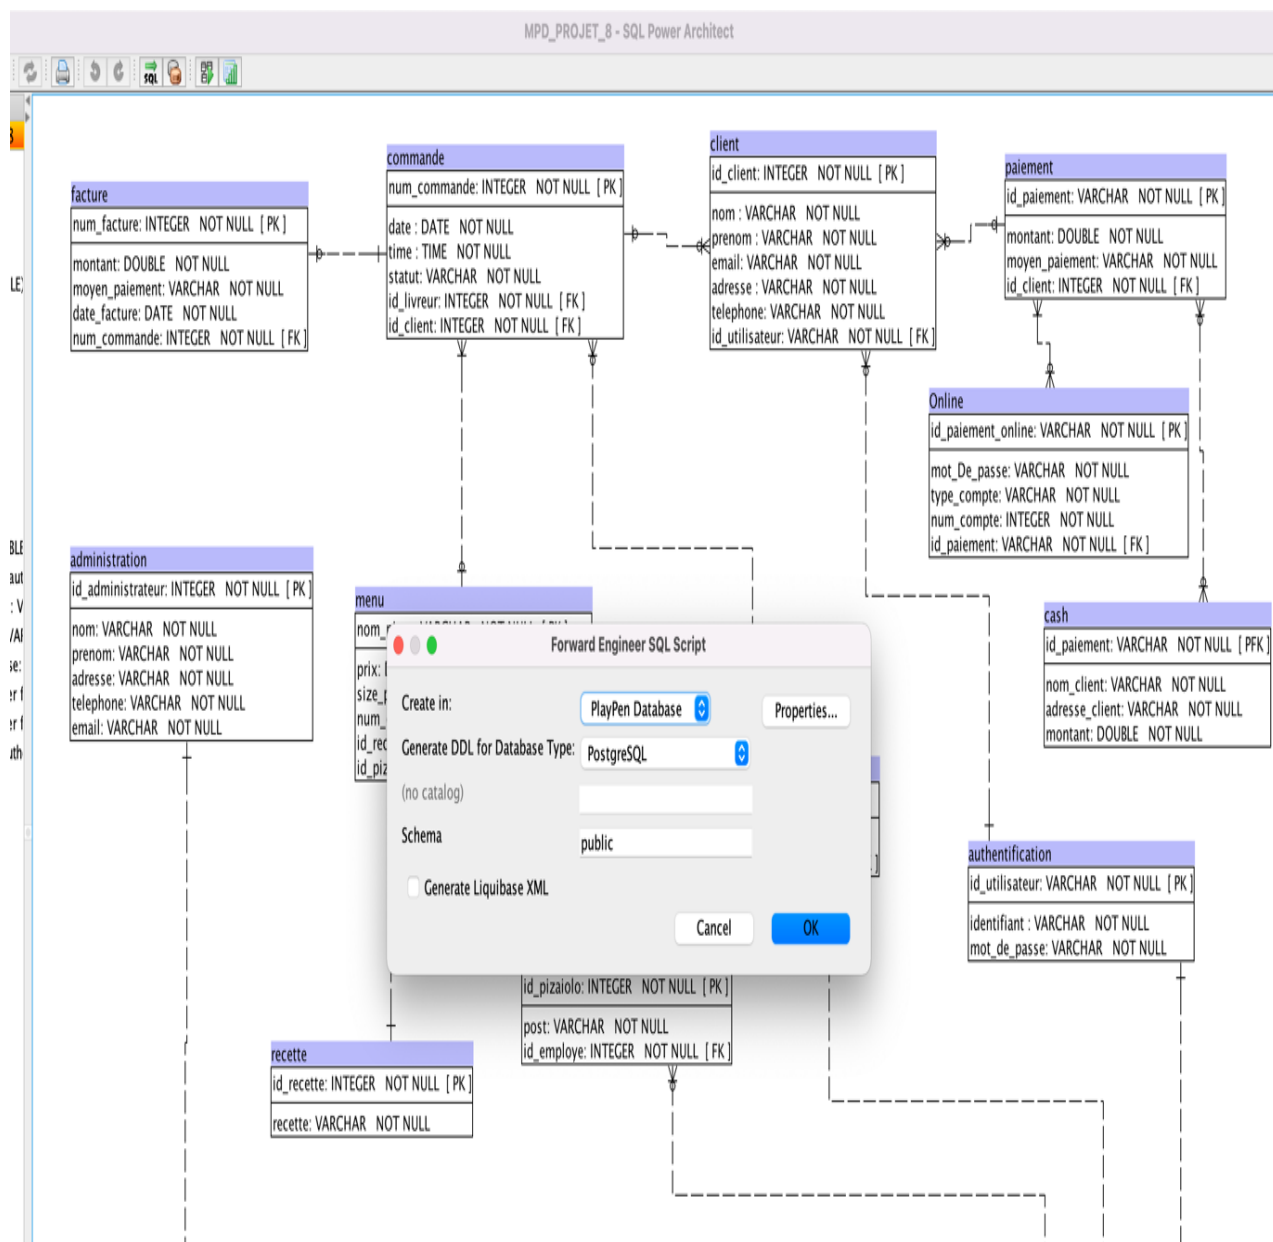 MPD_PROJET_8 - SQL Power Architect
SQL
facture
num_facture: INTEGER NOT NULL [ PK ]
montant: DOUBLE NOT NULL
moyen_paiement: VARCHAR NOT NULL
date_facture: DATE NOT NULL
num_commande: INTEGER NOT NULL [ FK ]
commande
num_commande: INTEGER NOT NULL [ PK ]
date : DATE NOT NULL
time : TIME NOT NULL
statut: VARCHAR NOT NULL
id_livreur: INTEGER NOT NULL [ FK ]
id_client: INTEGER NOT NULL [ FK ]
client
id_client: INTEGER NOT NULL [ PK ]
nom : VARCHAR NOT NULL
prenom : VARCHAR NOT NULL
email: VARCHAR NOT NULL
adresse : VARCHAR NOT NULL
telephone: VARCHAR NOT NULL
id_utilisateur: VARCHAR NOT NULL [ FK ]
paiement
id_paiement: VARCHAR NOT NULL [ PK ]
montant: DOUBLE NOT NULL
moyen_paiement: VARCHAR NOT NULL
id_client: INTEGER NOT NULL [ FK ]
Online
id_paiement_online: VARCHAR NOT NULL [ PK ]
mot_De_passe: VARCHAR NOT NULL
type_compte: VARCHAR NOT NULL
num_compte: INTEGER NOT NULL
id_paiement: VARCHAR NOT NULL [ FK ]
administration
id_administrateur: INTEGER NOT NULL [ PK ]
nom: VARCHAR NOT NULL
prenom: VARCHAR NOT NULL
adresse: VARCHAR NOT NULL
telephone: VARCHAR NOT NULL
email: VARCHAR NOT NULL
menu
prix:
cash
id_paiement: VARCHAR NOT NULL [ PFK ]
nom_client: VARCHAR NOT NULL
adresse_client: VARCHAR NOT NULL
montant: DOUBLE NOT NULL
Forward Engineer SQL Script
Create in:
PlayPen Database
Properties...
Generate DDL for Database Type:
PostgreSQL
(no catalog)
Schema
public
Generate Liquibase XML
Cancel
OK
authentification
id_utilisateur: VARCHAR NOT NULL [ PK ]
identifiant : VARCHAR NOT NULL
mot_de_passe: VARCHAR NOT NULL
id_pizaiolo: INTEGER NOT NULL [ PK ]
post: VARCHAR NOT NULL
id_employe: INTEGER NOT NULL [ FK ]
recette
id_recette: INTEGER NOT NULL [ PK ]
recette: VARCHAR NOT NULL